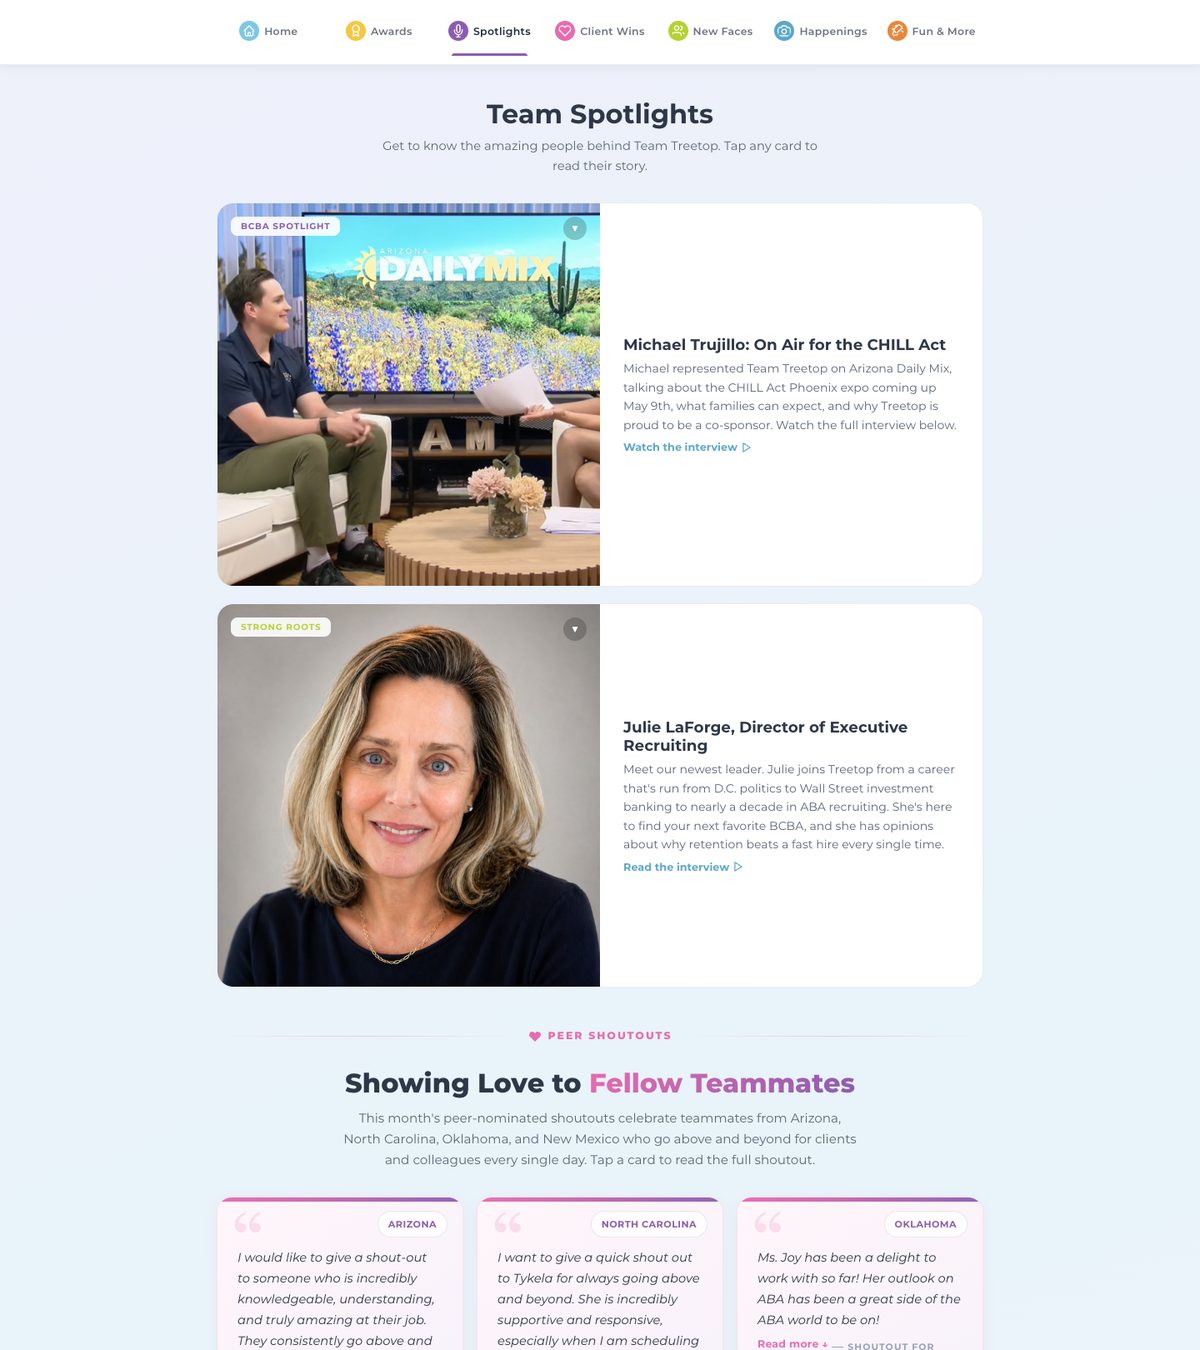 Home
Awards
Spotlights
Client Wins
New Faces
Happenings
Fun & More
Team Spotlights
Get to know the amazing people behind Team Treetop. Tap any card to
read their story.
BCBA SPOTLIGHT
ARIZONA
DAILYMIX
AM
Michael Trujillo: On Air for the CHILL Act
Michael represented Team Treetop on Arizona Daily Mix,
talking about the CHILL Act Phoenix expo coming up
May 9th, what families can expect, and why Treetop is
proud to be a co-sponsor. Watch the full interview below.
Watch the interview
STRONG ROOTS
Julie LaForge, Director of Executive
Recruiting
Meet our newest leader. Julie joins Treetop from a career
that's run from D.C. politics to Wall Street investment
banking to nearly a decade in ABA recruiting. She's here
to find your next favorite BCBA, and she has opinions
about why retention beats a fast hire every single time.
Read the interview
PEER SHOUTOUTS
Showing Love to Fellow Teammates
This month's peer-nominated shoutouts celebrate teammates from Arizona,
North Carolina, Oklahoma, and New Mexico who go above and beyond for clients
and colleagues every single day. Tap a card to read the full shoutout.
ARIZONA
I would like to give a shout-out
to someone who is incredibly
knowledgeable, understanding,
and truly amazing at their job.
They consistently go above and
NORTH CAROLINA
I want to give a quick shout out
to Tykela for always going above
and beyond. She is incredibly
supportive and responsive,
especially when I am scheduling
OKLAHOMA
Ms. Joy has been a delight to
work with so far! Her outlook on
ABA has been a great side of the
ABA world to be on!
Read more ↓ — SHOUTOUT FOR